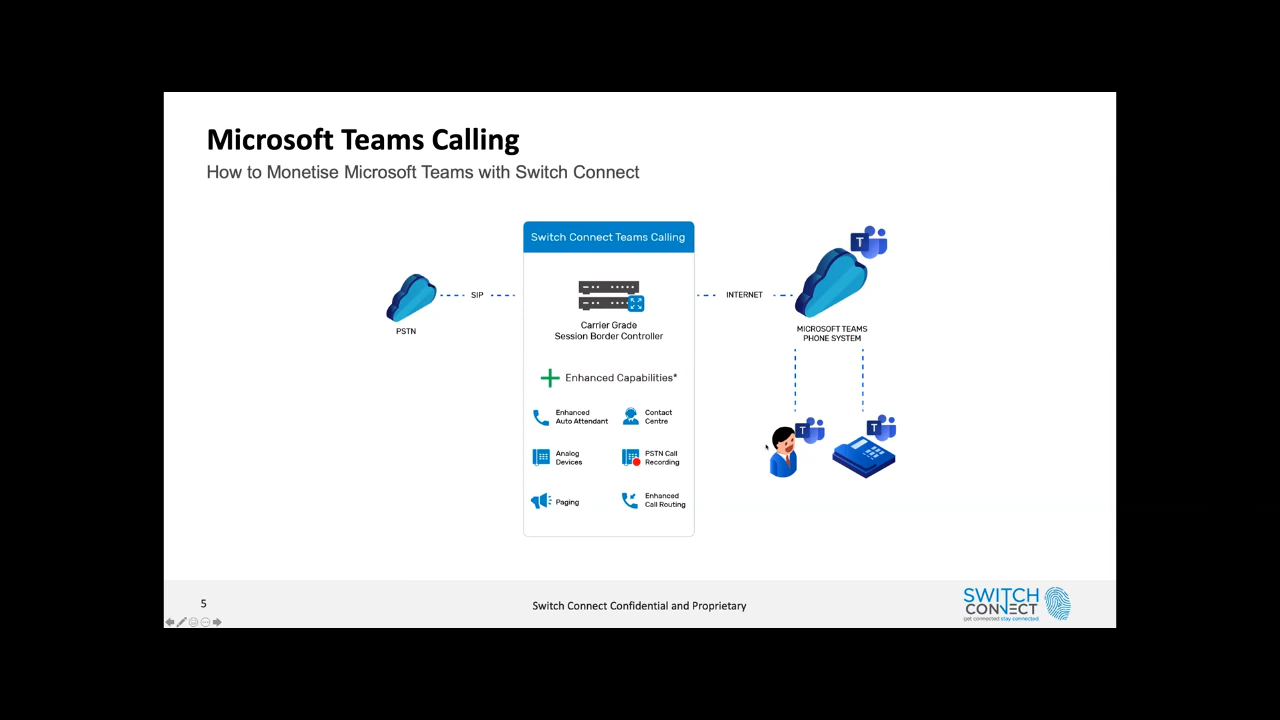 Microsoft Teams Calling
How to Monetise Microsoft Teams with Switch Connect
Switch Connect Teams Calling
PSTN
SIP
Carrier Grade
Session Border Controller
Enhanced Capabilities*
Enhanced
Auto Attendant
Contact
Centre
Analog
Devices
PSTN Call
Recording
Paging
Enhanced
Call Routing
INTERNET
T
MICROSOFT TEAMS
PHONE SYSTEM
T
T
5
Switch Connect Confidential and Proprietary
SWITCH
CONNECT
get connected stay connected